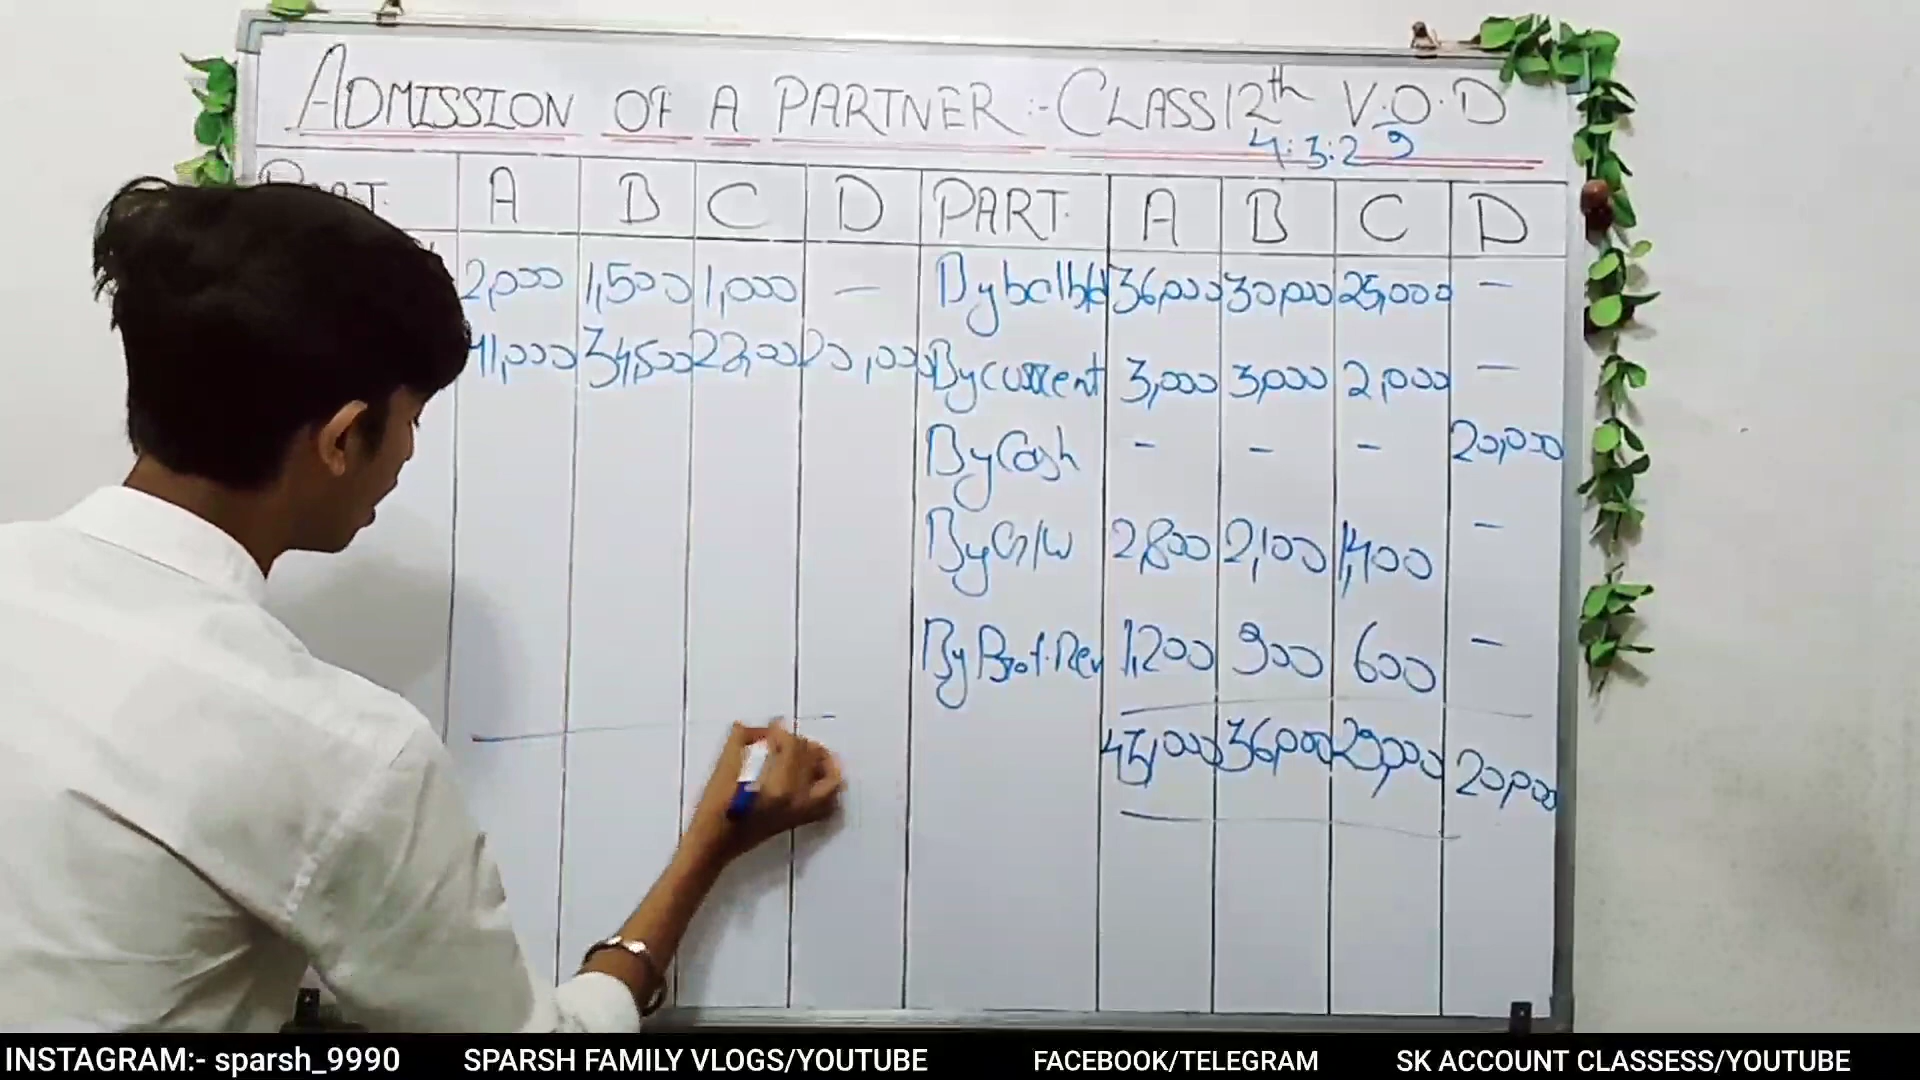 ADMISSION OF A PARTNER:- CLASS 12th V.O.D
4:3:2 9
PART. A B C D PART. A B C D
2,000 1,500 1,000 — By bal b/d 36,000 30,000 25,000 —
41,000 34,500 20,000 By current 3,000 3,000 2,000 —
By Cash - - - 20,000
By G/W 2,800 2,100 1,400 —
By Prof. Rev 1,200 900 600 —
43,000 36,000 29,000 20,000
INSTAGRAM:- sparsh_9990 SPARSH FAMILY VLOGS/YOUTUBE FACEBOOK/TELEGRAM SK ACCOUNT CLASSESS/YOUTUBE